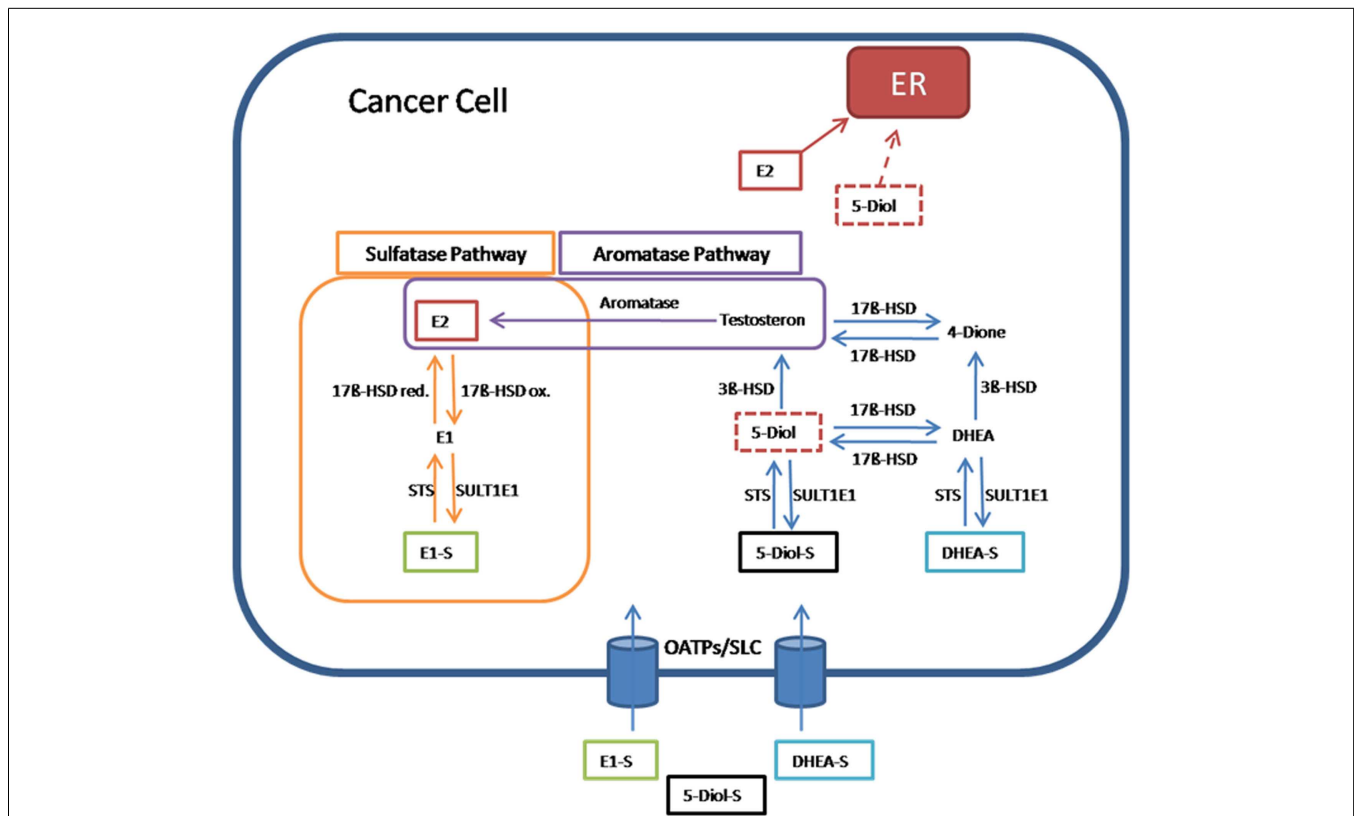 ER
Cancer Cell
E2
5-Diol
Sulfatase Pathway
Aromatase Pathway
Aromatase
E2
Testosteron
17ß-HSD
4-Dione
17ß-HSD
17ß-HSD red.
17ß-HSD ox.
3ß-HSD
3ß-HSD
17ß-HSD
E1
5-Diol
DHEA
17ß-HSD
STS
SULT1E1
STS
SULT1E1
STS
SULT1E1
E1-S
5-Diol-S
DHEA-S
OATPs/SLC
E1-S
DHEA-S
5-Diol-S